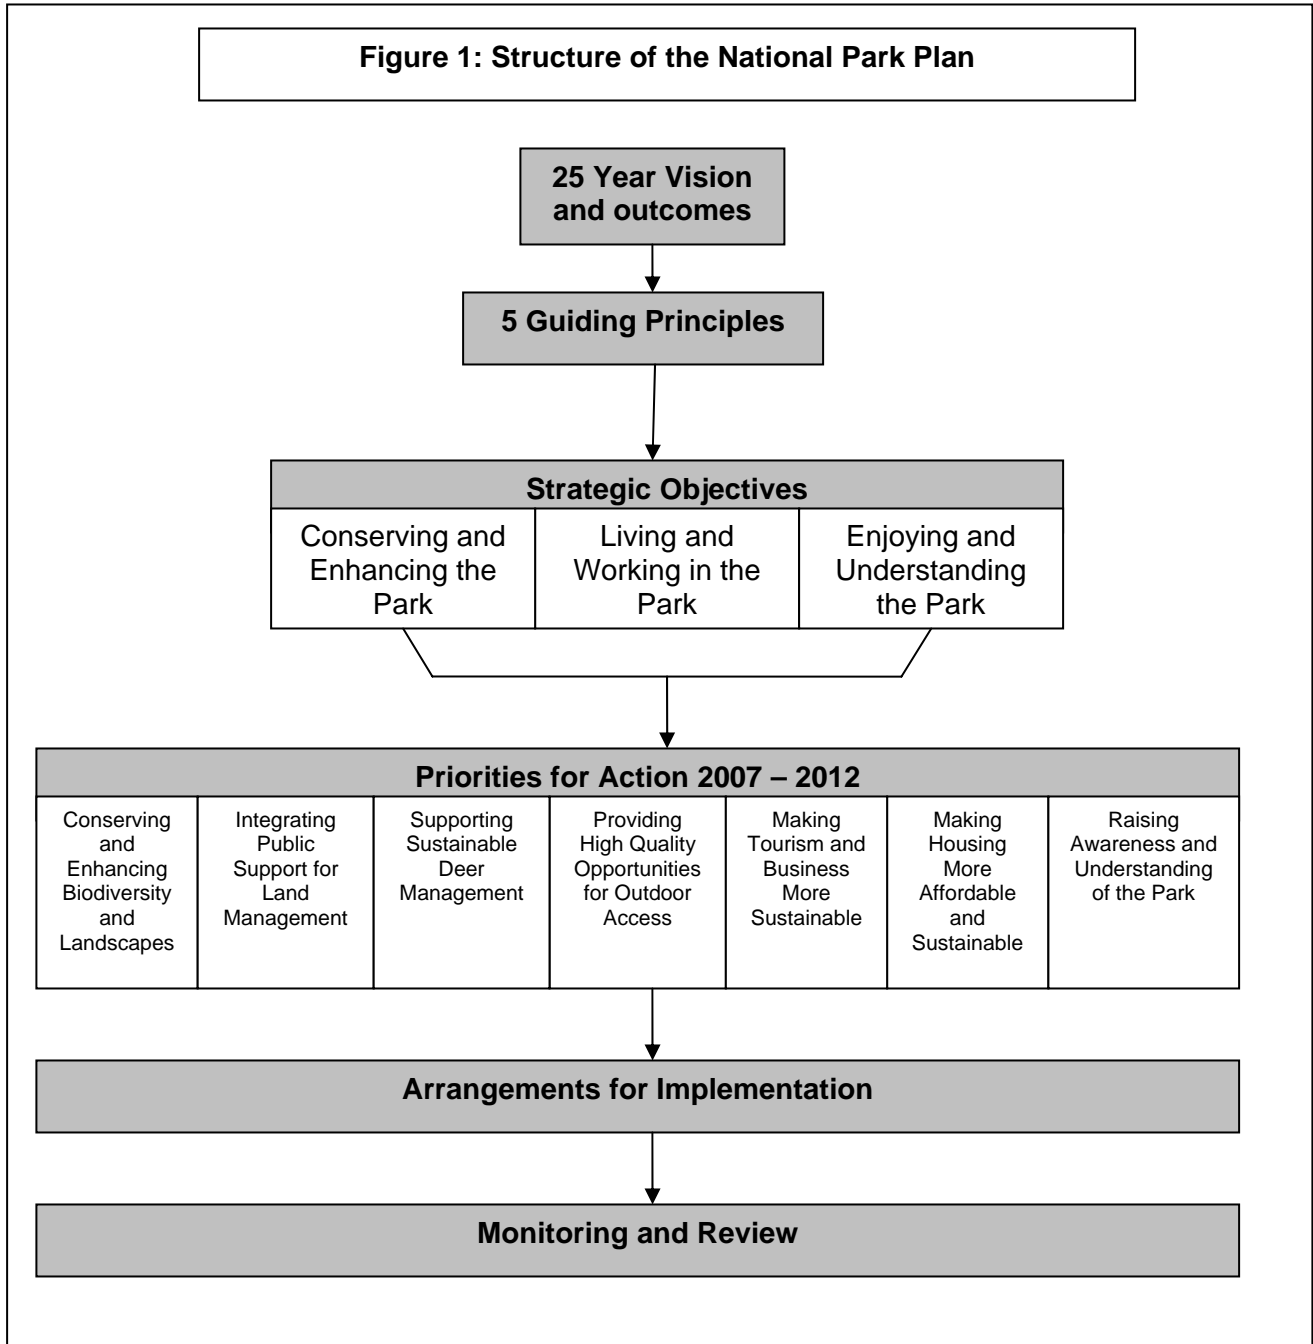 Figure 1: Structure of the National Park Plan
25 Year Vision
and outcomes
5 Guiding Principles
Strategic Objectives
Conserving and
Enhancing the
Park
Living and
Working in the
Park
Enjoying and
Understanding
the Park
Priorities for Action 2007 – 2012
Conserving
and
Enhancing
Biodiversity
and
Landscapes
Integrating
Public
Support for
Land
Management
Supporting
Sustainable
Deer
Management
Providing
High Quality
Opportunities
for Outdoor
Access
Making
Tourism and
Business
More
Sustainable
Making
Housing
More
Affordable
and
Sustainable
Raising
Awareness and
Understanding
of the Park
Arrangements for Implementation
Monitoring and Review